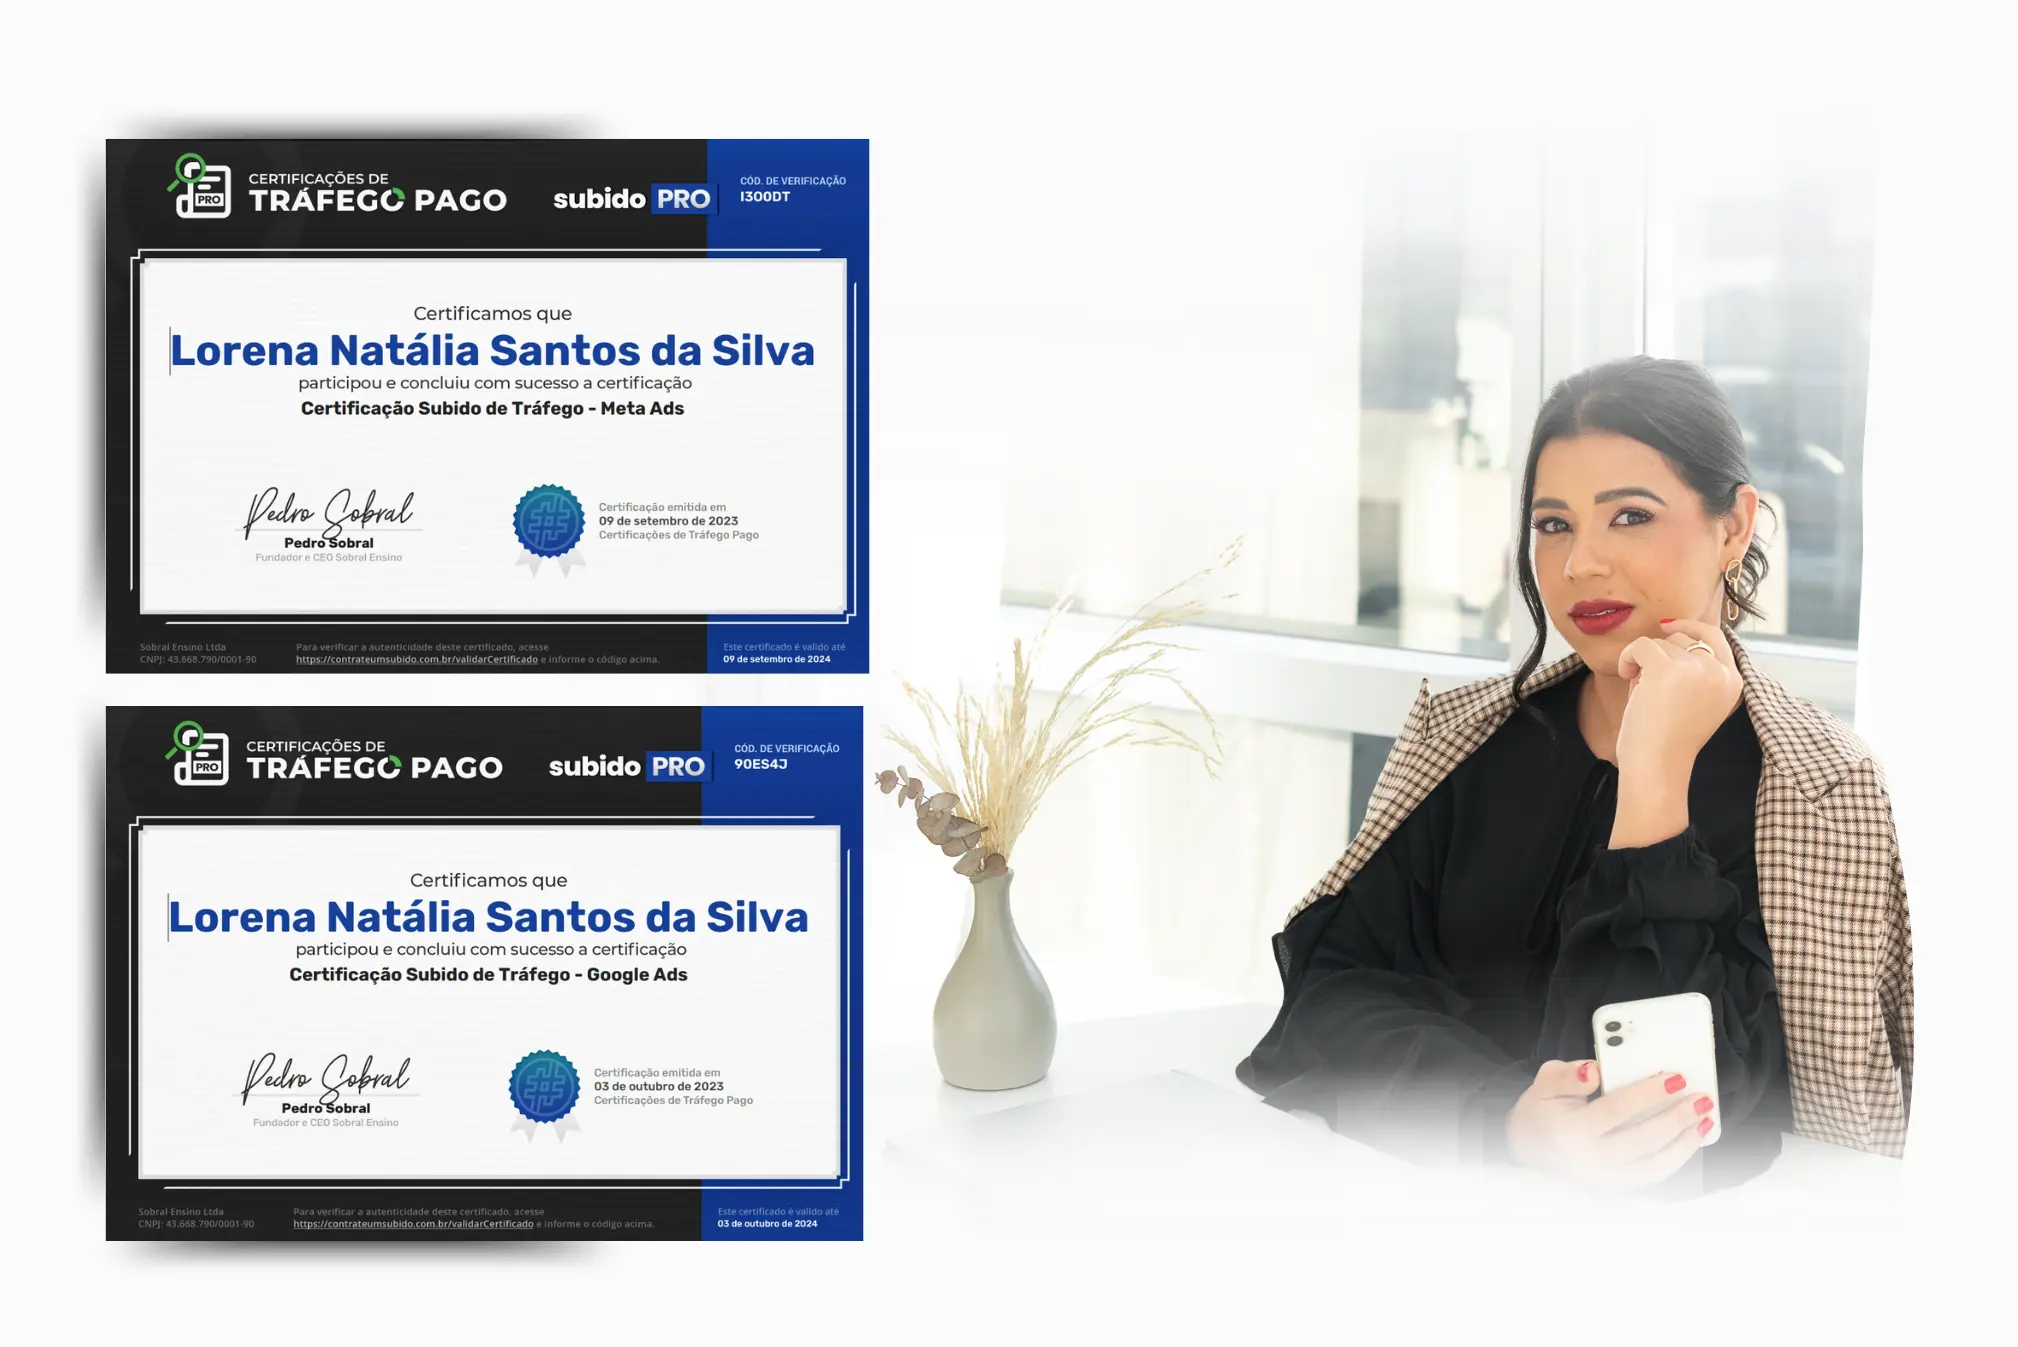 CERTIFICAÇÕES DE
TRÁFEGO PAGO
PRO
subido PRO
CÓD. DE VERIFICAÇÃO
I300DT
Certificamos que
Lorena Natália Santos da Silva
participou e concluiu com sucesso a certificação
Certificação Subido de Tráfego - Meta Ads
Pedro Sobral
Pedro Sobral
Fundador e CEO Sobral Ensino
Certificação emitida em
09 de setembro de 2023
Certificações de Tráfego Pago
Sobral Ensino Ltda
CNPJ: 43.668.790/0001-90
Para verificar a autenticidade deste certificado, acesse
https://contrateumsubido.com.br/validarCertificado e informe o código acima.
Este certificado é valido até
09 de setembro de 2024
CERTIFICAÇÕES DE
TRÁFEGO PAGO
PRO
subido PRO
CÓD. DE VERIFICAÇÃO
90ES4J
Certificamos que
Lorena Natália Santos da Silva
participou e concluiu com sucesso a certificação
Certificação Subido de Tráfego - Google Ads
Pedro Sobral
Pedro Sobral
Fundador e CEO Sobral Ensino
Certificação emitida em
03 de outubro de 2023
Certificações de Tráfego Pago
Sobral Ensino Ltda
CNPJ: 43.668.790/0001-90
Para verificar a autenticidade deste certificado, acesse
https://contrateumsubido.com.br/validarCertificado e informe o código acima.
Este certificado é valido até
03 de outubro de 2024